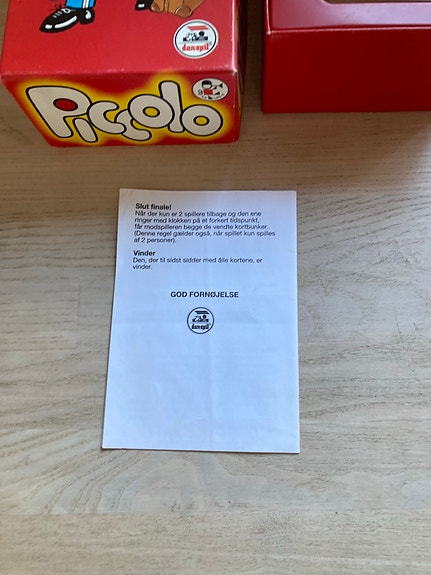 danspil
Piccolo
Slut finale!
Når der kun er 2 spillere tilbage og den ene
ringer med klokken på et forkert tidspunkt,
får modspilleren begge de vendte kortbunker.
(Denne regel gælder også, når spillet kun spilles
af 2 personer).
Vinder
Den, der til sidst sidder med ålle kortene, er
vinder.
GOD FORNØJELSE
danspil